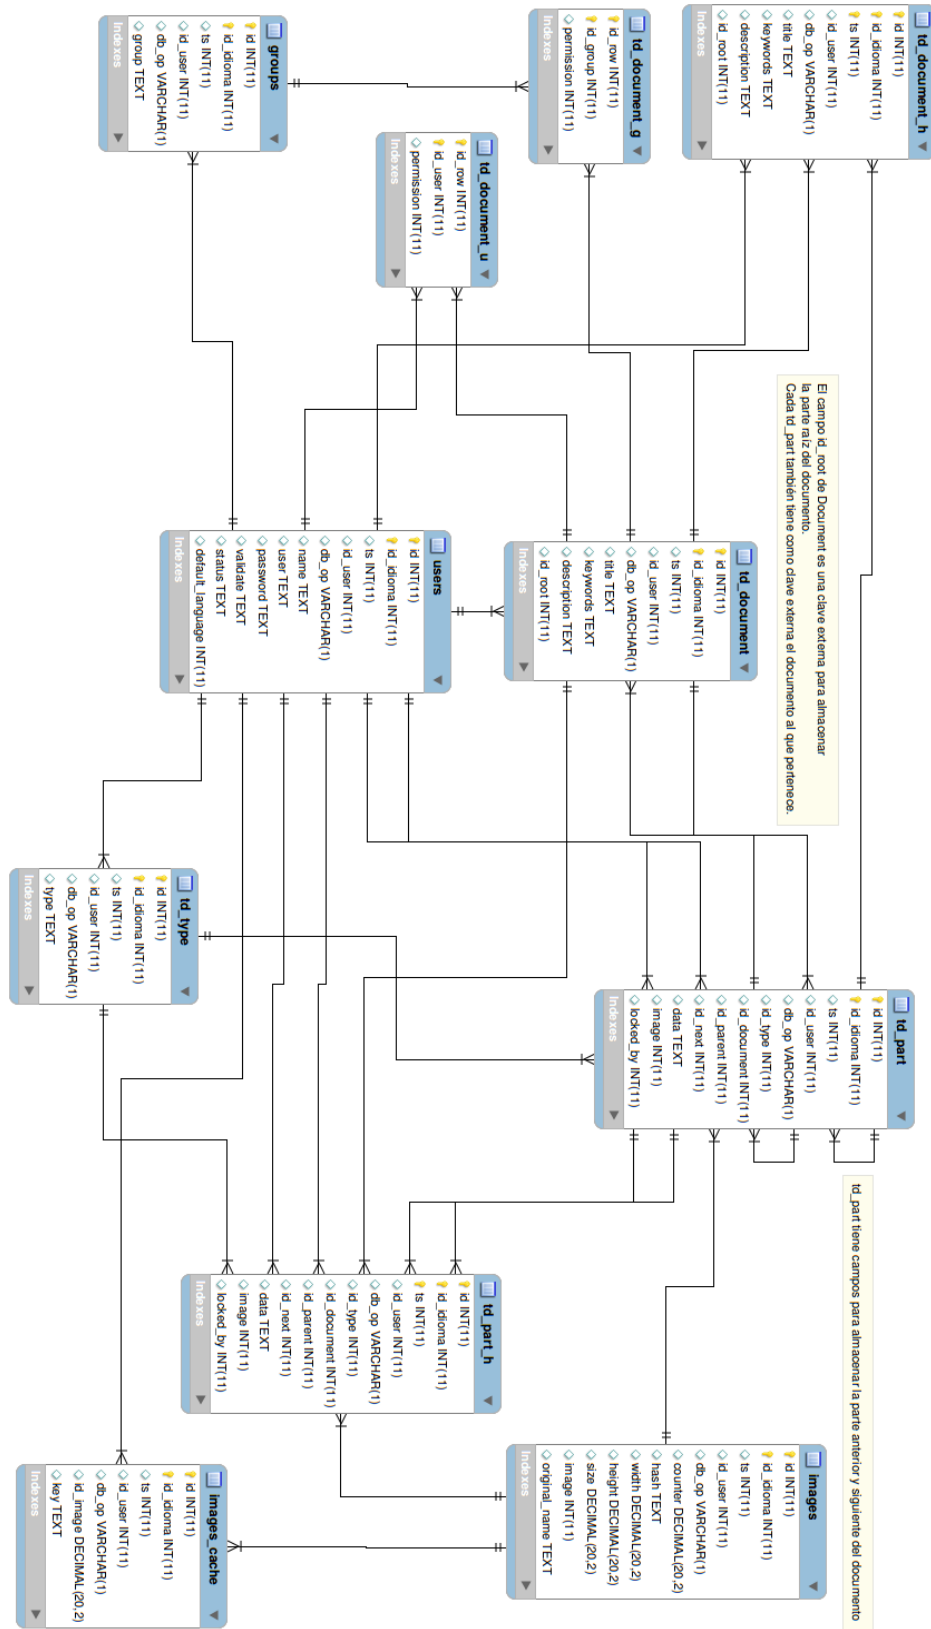 td_document_h
id INT(11)
id_idioma INT(11)
ts INT(11)
id_user INT(11)
db_op VARCHAR(1)
title TEXT
keywords TEXT
description TEXT
id_root INT(11)
Indexes
El campo id_root de Document es una clave externa para almacenar
la parte raíz del documento.
Cada td_part también tiene como clave externa el documento al que pertenece.
td_part
id INT(11)
id_idioma INT(11)
ts INT(11)
id_user INT(11)
db_op VARCHAR(1)
id_type INT(11)
id_document INT(11)
id_parent INT(11)
id_next INT(11)
data TEXT
image INT(11)
locked_by INT(11)
Indexes
td_part tiene campos para almacenar la parte anterior y siguiente del documento
images
id INT(11)
id_idioma INT(11)
ts INT(11)
id_user INT(11)
db_op VARCHAR(1)
counter DECIMAL(20,2)
hash TEXT
width DECIMAL(20,2)
height DECIMAL(20,2)
size DECIMAL(20,2)
image INT(11)
original_name TEXT
Indexes
td_document
id INT(11)
id_idioma INT(11)
ts INT(11)
id_user INT(11)
db_op VARCHAR(1)
title TEXT
keywords TEXT
description TEXT
id_root INT(11)
Indexes
td_document_g
id_row INT(11)
id_group INT(11)
permission INT(11)
Indexes
td_document_u
id_row INT(11)
id_user INT(11)
permission INT(11)
Indexes
td_part_h
id INT(11)
id_idioma INT(11)
ts INT(11)
id_user INT(11)
db_op VARCHAR(1)
id_type INT(11)
id_document INT(11)
id_parent INT(11)
id_next INT(11)
data TEXT
image INT(11)
locked_by INT(11)
Indexes
users
id INT(11)
id_idioma INT(11)
ts INT(11)
id_user INT(11)
db_op VARCHAR(1)
name TEXT
user TEXT
password TEXT
validate TEXT
status TEXT
default_language INT(11)
Indexes
groups
id INT(11)
id_idioma INT(11)
ts INT(11)
id_user INT(11)
db_op VARCHAR(1)
group TEXT
Indexes
td_type
id INT(11)
id_idioma INT(11)
ts INT(11)
id_user INT(11)
db_op VARCHAR(1)
type TEXT
Indexes
images_cache
id INT(11)
id_idioma INT(11)
ts INT(11)
id_user INT(11)
db_op VARCHAR(1)
id_image DECIMAL(20,2)
key TEXT
Indexes